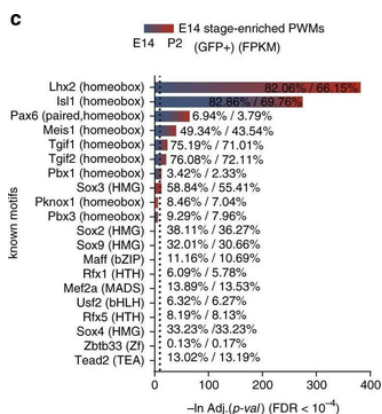 c
E14 stage-enriched PWMs
E14 P2 (GFP+) (FPKM)
known motifs
Lhx2 (homeobox) 82.06% / 66.15%
Isl1 (homeobox) 82.86% / 69.76%
Pax6 (paired,homeobox) 6.94% / 3.79%
Meis1 (homeobox) 49.34% / 43.54%
Tgif1 (homeobox) 75.19% / 71.01%
Tgif2 (homeobox) 76.08% / 72.11%
Pbx1 (homeobox) 3.42% / 2.33%
Sox3 (HMG) 58.84% / 55.41%
Pknox1 (homeobox) 8.46% / 7.04%
Pbx3 (homeobox) 9.29% / 7.96%
Sox2 (HMG) 38.11% / 36.27%
Sox9 (HMG) 32.01% / 30.66%
Maff (bZIP) 11.16% / 10.69%
Rfx1 (HTH) 6.09% / 5.78%
Mef2a (MADS) 13.89% / 13.53%
Usf2 (bHLH) 6.32% / 6.27%
Rfx5 (HTH) 8.19% / 8.13%
Sox4 (HMG) 33.23% /33.23%
Zbtb33 (Zf) 0.13% / 0.17%
Tead2 (TEA) 13.02% / 13.19%
0 100 200 300 400
–ln Adj.(p-val) (FDR < 10⁻⁴)